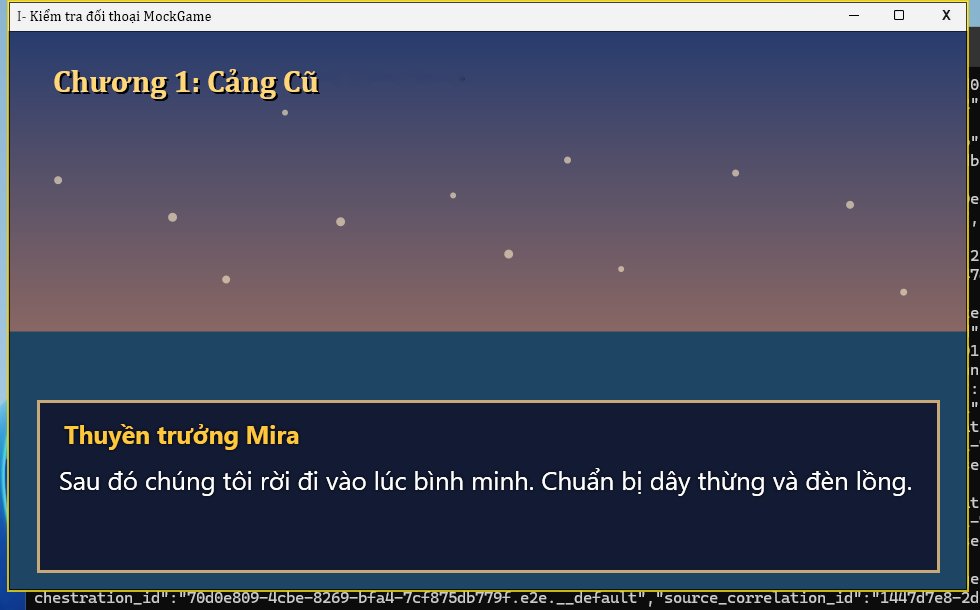 I- Kiểm tra đối thoại MockGame
Chương 1: Cảng Cũ
Thuyền trưởng Mira
Sau đó chúng tôi rời đi vào lúc bình minh. Chuẩn bị dây thừng và đèn lồng.
chestration_id":"70d0e809-4cbe-8269-bfa4-7cf875db779f.e2e.__default","source_correlation_id":"1447d7e8-2d